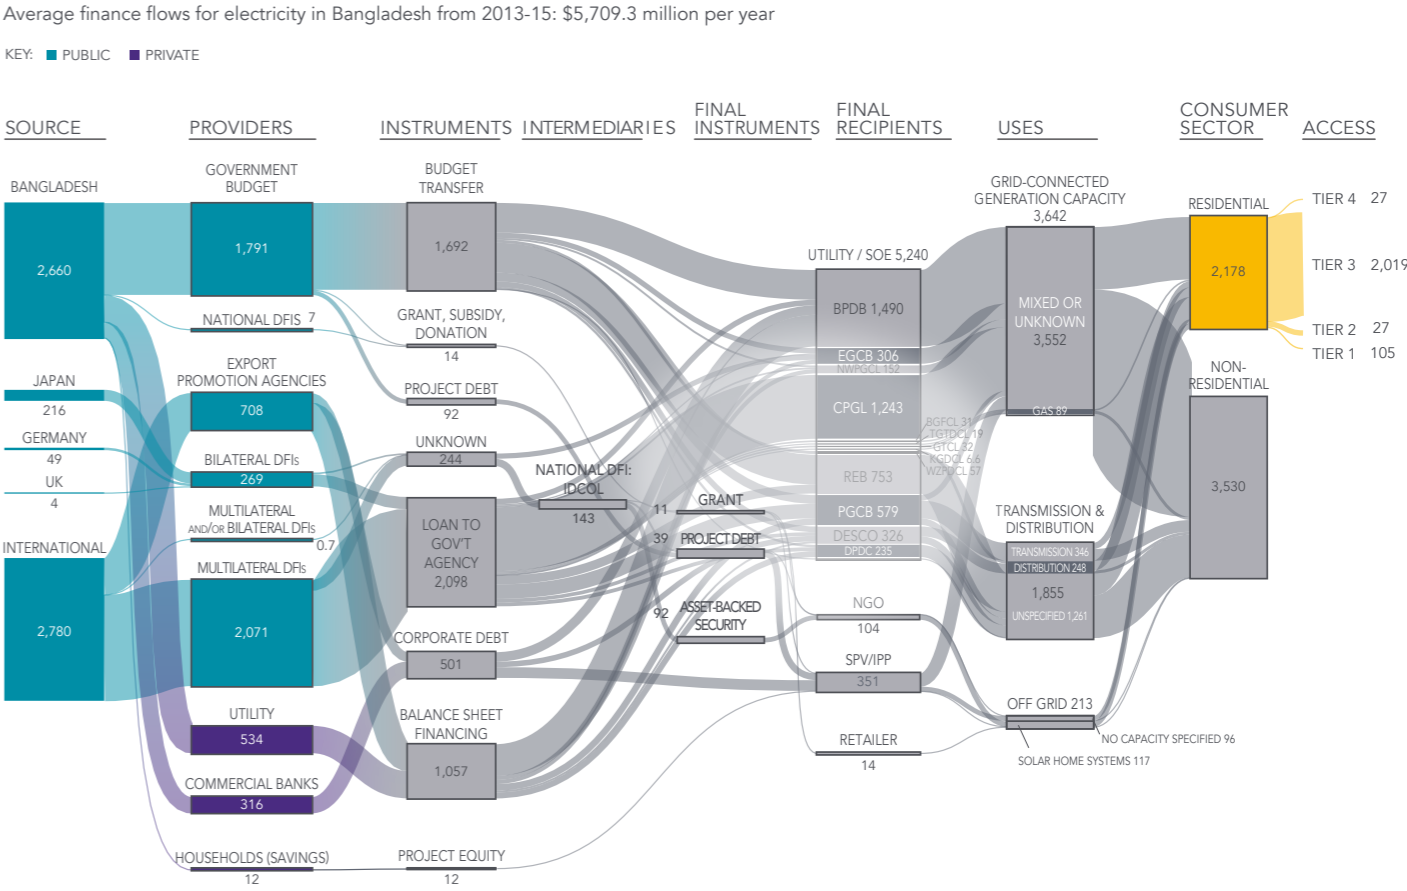 Average finance flows for electricity in Bangladesh from 2013-15: $5,709.3 million per year
KEY: PUBLIC PRIVATE
SOURCE
PROVIDERS
INSTRUMENTS
INTERMEDIARIES
FINAL
INSTRUMENTS
FINAL
RECIPIENTS
USES
CONSUMER
SECTOR
ACCESS
BANGLADESH
2,660
JAPAN
216
GERMANY
49
UK
4
INTERNATIONAL
2,780
GOVERNMENT
BUDGET
1,791
NATIONAL DFIS 7
EXPORT
PROMOTION AGENCIES
708
BILATERAL DFIs
269
MULTILATERAL
AND/OR BILATERAL DFIs
0.7
MULTILATERAL DFIs
2,071
UTILITY
534
COMMERCIAL BANKS
316
HOUSEHOLDS (SAVINGS)
12
BUDGET
TRANSFER
1,692
GRANT, SUBSIDY,
DONATION
14
PROJECT DEBT
92
UNKNOWN
244
LOAN TO
GOV'T
AGENCY
2,098
CORPORATE DEBT
501
BALANCE SHEET
FINANCING
1,057
PROJECT EQUITY
12
NATIONAL DFI:
IDCOL
143
11 GRANT
39 PROJECT DEBT
92 ASSET-BACKED
SECURITY
UTILITY / SOE 5,240
BPDB 1,490
EGCB 306
NWPGCL 152
CPGL 1,243
BGFCL 31
TGTDCL 19
GTCL 32
KGDCL 6.6
WZPDCL 57
REB 753
PGCB 579
DESCO 326
DPDC 235
NGO
104
SPV/IPP
351
RETAILER
14
GRID-CONNECTED
GENERATION CAPACITY
3,642
MIXED OR
UNKNOWN
3,552
GAS 89
TRANSMISSION &
DISTRIBUTION
TRANSMISSION 346
DISTRIBUTION 248
1,855
UNSPECIFIED 1,261
OFF GRID 213
NO CAPACITY SPECIFIED 96
SOLAR HOME SYSTEMS 117
RESIDENTIAL
2,178
NON-
RESIDENTIAL
3,530
TIER 4 27
TIER 3 2,019
TIER 2 27
TIER 1 105